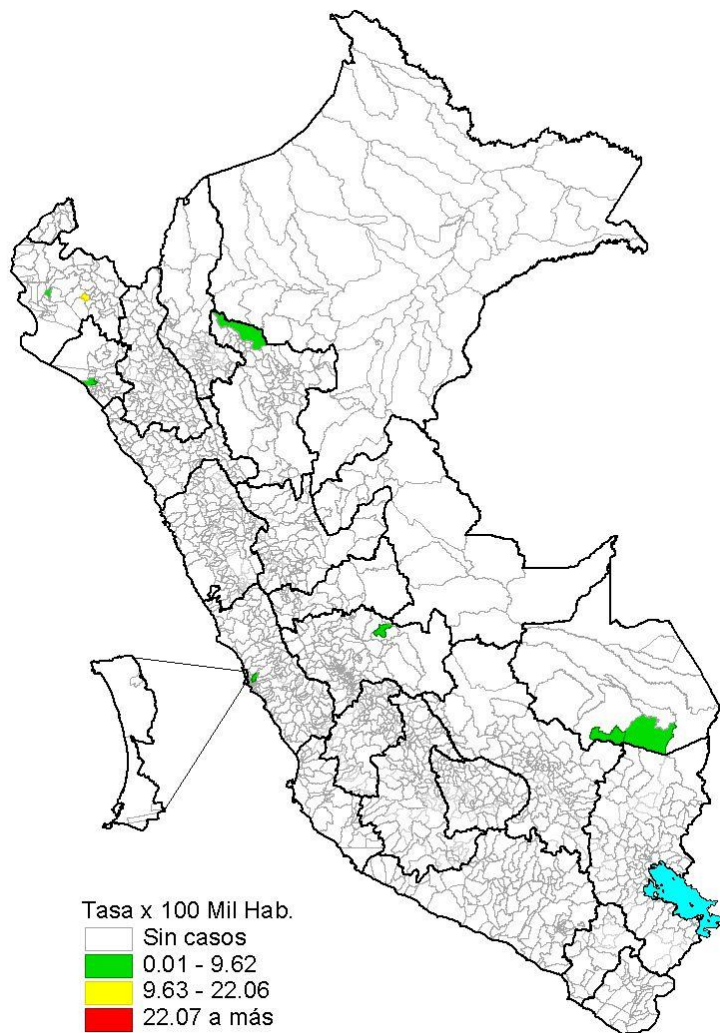 Tasa x 100 Mil Hab.
Sin casos
0.01 - 9.62
9.63 - 22.06
22.07 a más